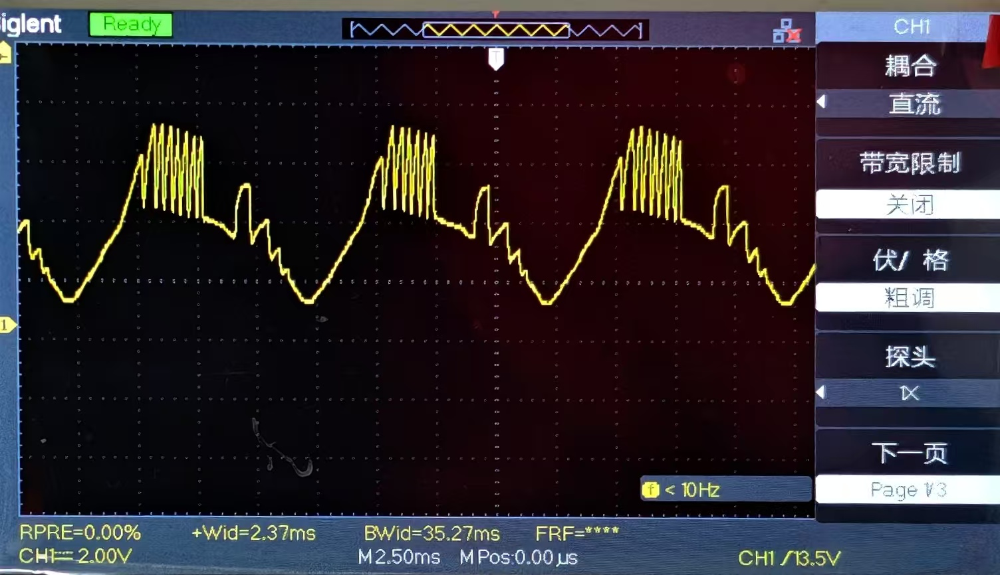 iglent Ready
T
CH1
耦合
直流
带宽限制
关闭
伏/ 格
粗调
探头
1X
下一页
Page 1/3
1
f < 10Hz
RPRE=0.00% +Wid=2.37ms BWid=35.27ms FRF=****
CH1 2.00V M 2.50ms M Pos:0.00µs CH1 /13.5V